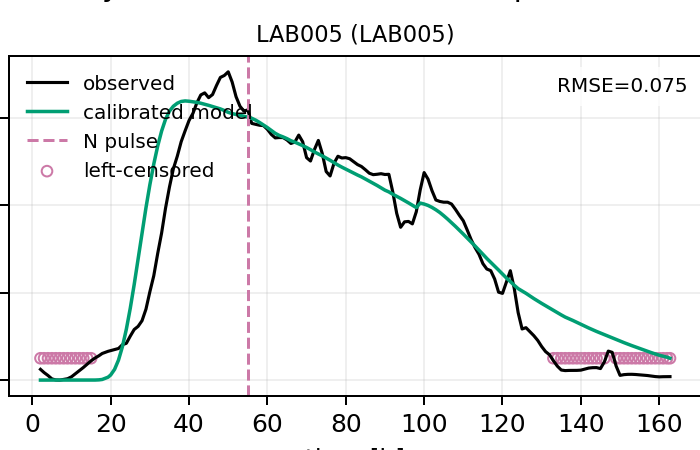 LAB005 (LAB005)
observed
calibrated model
N pulse
left-censored
RMSE=0.075
0 20 40 60 80 100 120 140 160